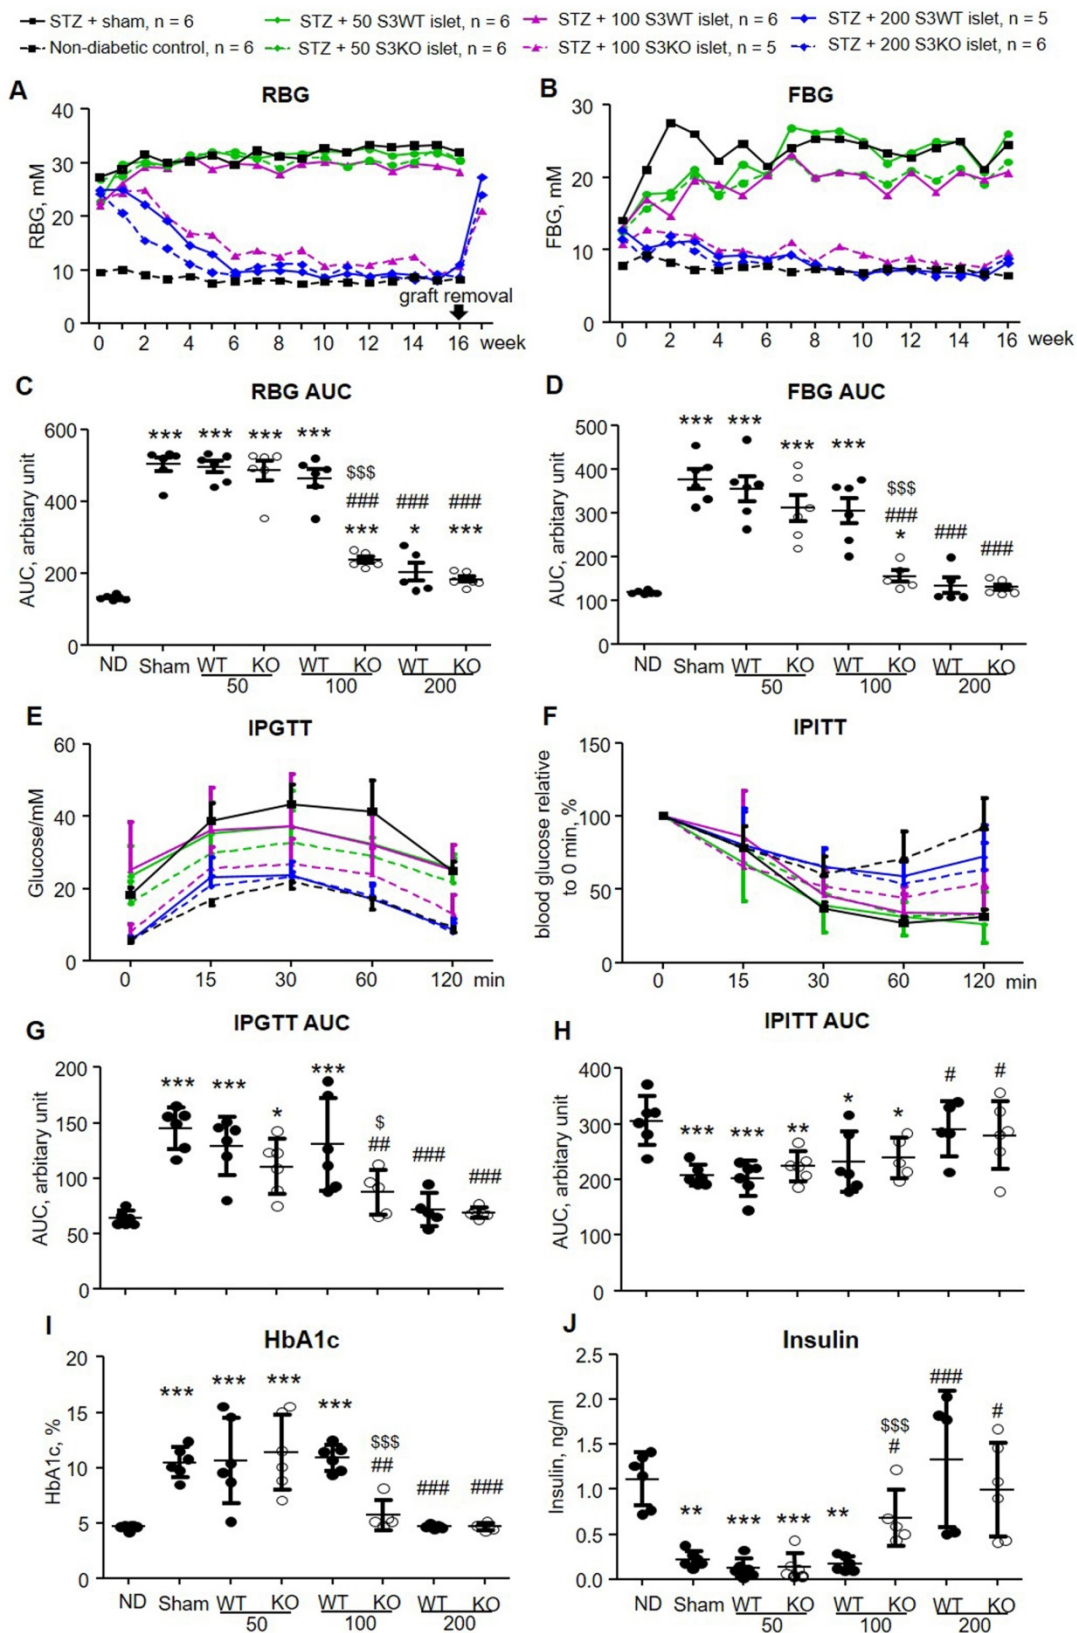 STZ + sham, n = 6
STZ + 50 S3WT islet, n = 6
STZ + 100 S3WT islet, n = 6
STZ + 200 S3WT islet, n = 5
Non-diabetic control, n = 6
STZ + 50 S3KO islet, n = 6
STZ + 100 S3KO islet, n = 5
STZ + 200 S3KO islet, n = 6
A
RBG
RBG, mM
40
30
20
10
0
graft removal
0 2 4 6 8 10 12 14 16 week
B
FBG
FBG, mM
30
20
10
0
0 2 4 6 8 10 12 14 16 week
C
RBG AUC
AUC, arbitary unit
600
400
200
0
*** *** *** ***
$$$
### ### ###
*** * ***
ND Sham WT KO WT KO WT KO
50 100 200
D
FBG AUC
AUC, arbitary unit
500
400
300
200
100
0
*** *** *** ***
$$$
### ### ###
*
ND Sham WT KO WT KO WT KO
50 100 200
E
IPGTT
Glucose/mM
60
40
20
0
0 15 30 60 120 min
F
IPITT
blood glucose relative
to 0 min, %
150
100
50
0
0 15 30 60 120 min
G
IPGTT AUC
AUC, arbitary unit
200
150
100
50
0
*** *** * ***
$
## ### ###
H
IPITT AUC
AUC, arbitary unit
400
300
200
100
0
*** *** ** * * # #
I
HbA1c
HbA1c, %
20
15
10
5
0
*** *** *** ***
$$$
## ### ###
ND Sham WT KO WT KO WT KO
50 100 200
J
Insulin
Insulin, ng/ml
2.5
2.0
1.5
1.0
0.5
0.0
** *** *** **
$$$
# ### #
ND Sham WT KO WT KO WT KO
50 100 200